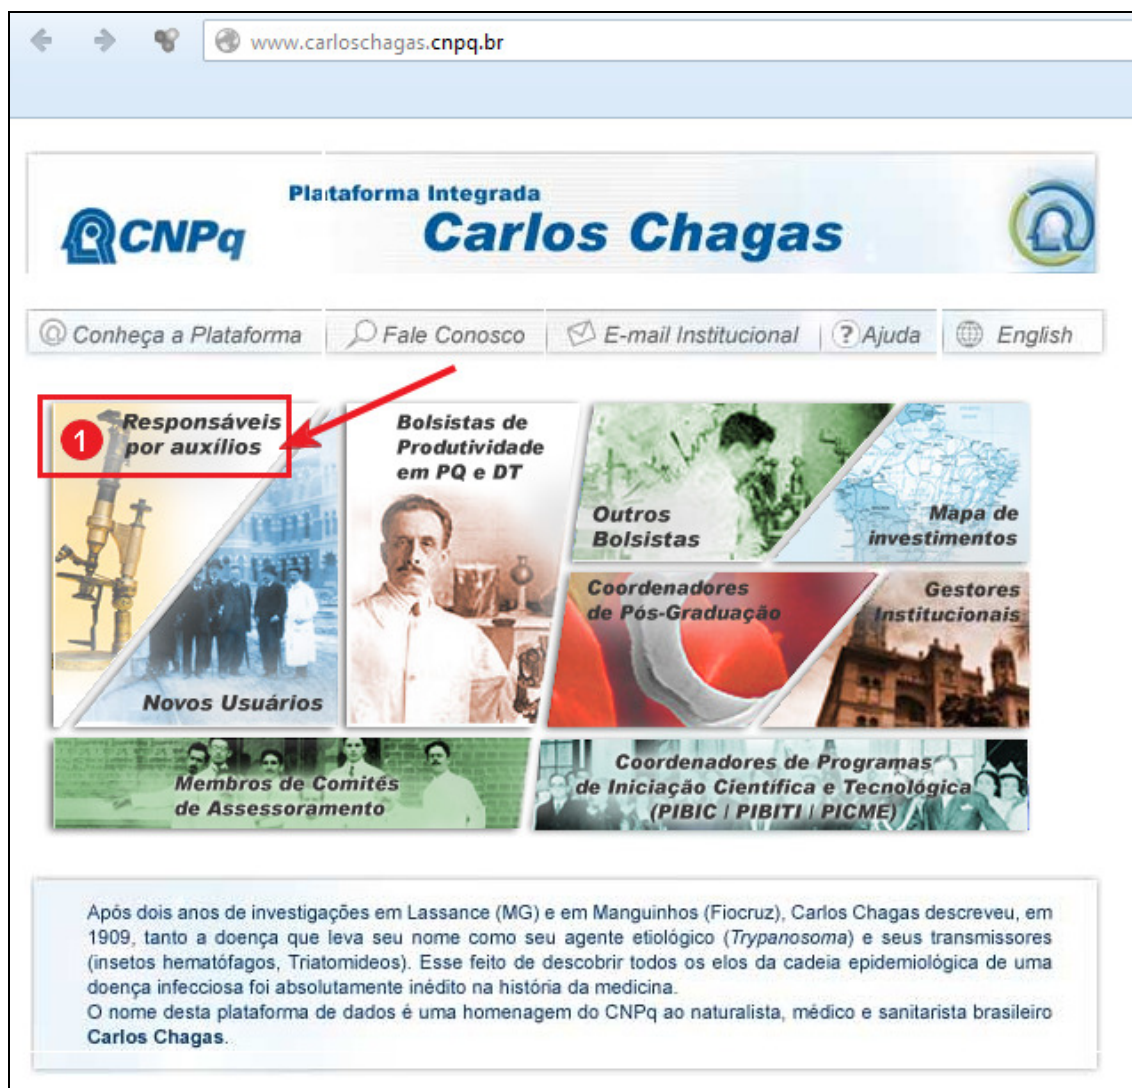 www.carloschagas.cnpq.br
Plataforma Integrada
CNPq
Carlos Chagas
Conheça a Plataforma
Fale Conosco
E-mail Institucional
? Ajuda
English
1
Responsáveis
por auxílios
Bolsistas de
Produtividade
em PQ e DT
Outros
Bolsistas
Mapa de
investimentos
Coordenadores
de Pós-Graduação
Gestores
Institucionais
Novos Usuários
Membros de Comitês
de Assessoramento
Coordenadores de Programas
de Iniciação Científica e Tecnológica
(PIBIC / PIBITI / PICME)
Após dois anos de investigações em Lassance (MG) e em Manguinhos (Fiocruz), Carlos Chagas descreveu, em
1909, tanto a doença que leva seu nome como seu agente etiológico (Trypanosoma) e seus transmissores
(insetos hematófagos, Triatomideos). Esse feito de descobrir todos os elos da cadeia epidemiológica de uma
doença infecciosa foi absolutamente inédito na história da medicina.
O nome desta plataforma de dados é uma homenagem do CNPq ao naturalista, médico e sanitarista brasileiro
Carlos Chagas.